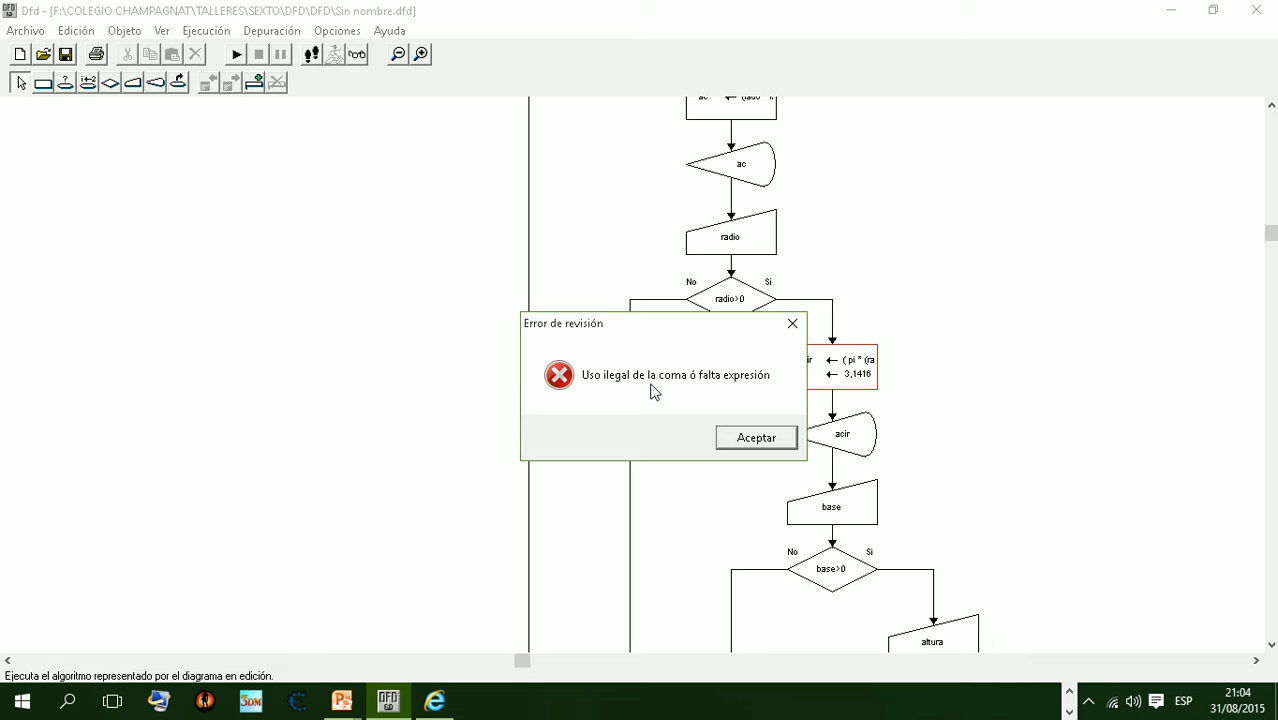 Dfd - [F:\COLEGIO CHAMPAGNAT\TALLERES\SEXTO\DFD\DFD\Sin nombre.dfd]
Archivo Edición Objeto Ver Ejecución Depuración Opciones Ayuda
ac
radio
No Si
radio>0
Error de revisión
Uso ilegal de la coma ó falta expresión
Aceptar
( pi * (ra
3,1416
acir
base
No Si
base>0
altura
Ejecuta el algoritmo representado por el diagrama en edición.
ESP
21:04
31/08/2015